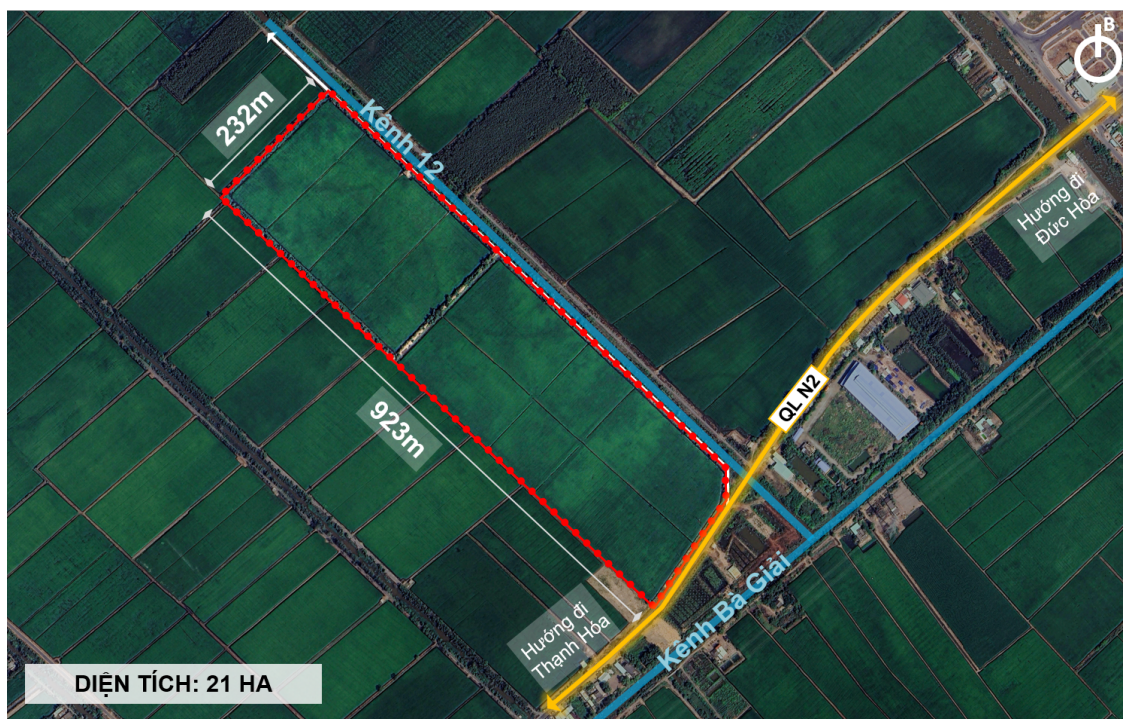 B
232m
Kênh 12
Hướng đi
Đức Hòa
QL N2
923m
Hướng đi
Thạnh Hóa
Kênh Ba Giải
DIỆN TÍCH: 21 HA